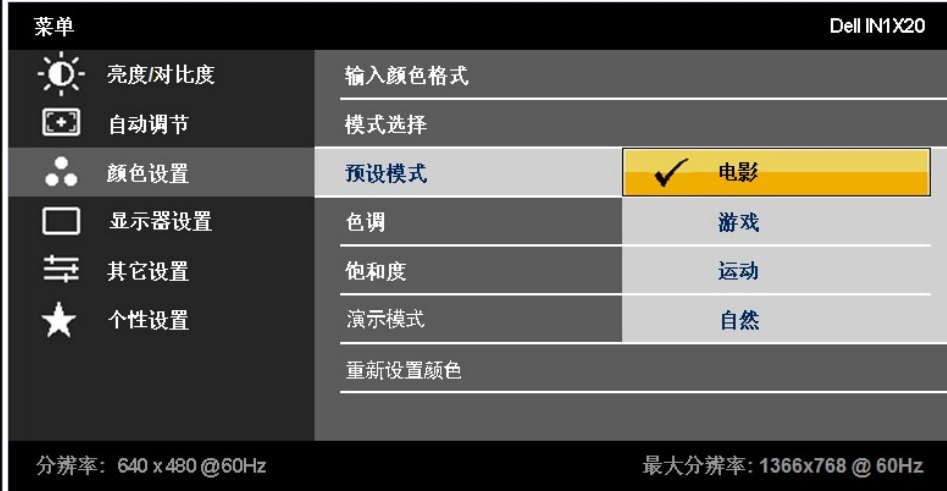 菜单 Dell IN1X20
亮度/对比度 输入颜色格式
自动调节 模式选择
颜色设置 预设模式 电影
显示器设置 色调 游戏
其它设置 饱和度 运动
个性设置 演示模式 自然
重新设置颜色
分辨率: 640 x 480 @60Hz 最大分辨率: 1366x768 @ 60Hz